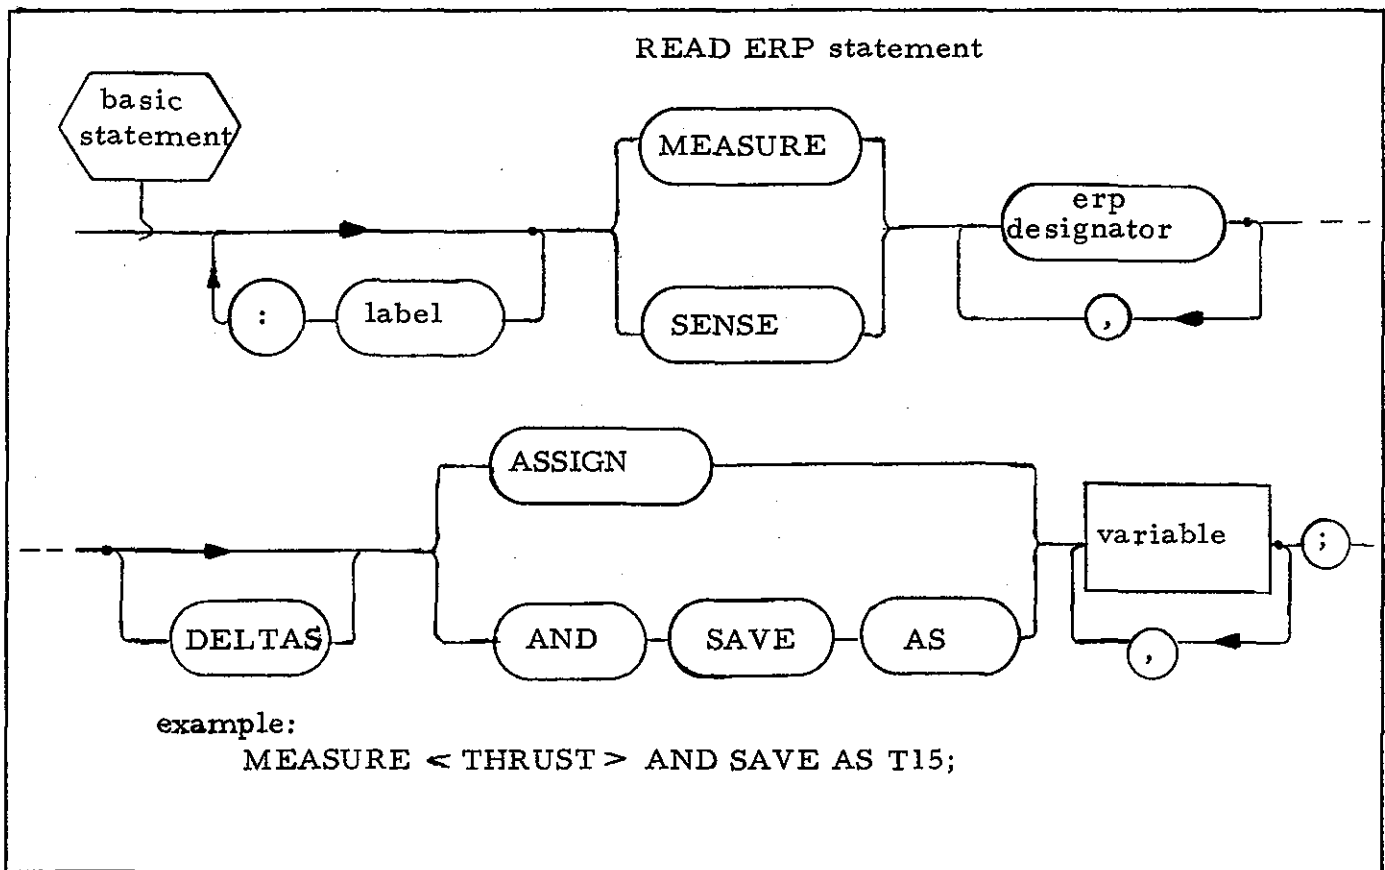 READ ERP statement
basic
statement
MEASURE
erp
designator
: label
SENSE
,
ASSIGN
variable
;
DELTAS
AND SAVE AS
,
example:
MEASURE < THRUST > AND SAVE AS T15;